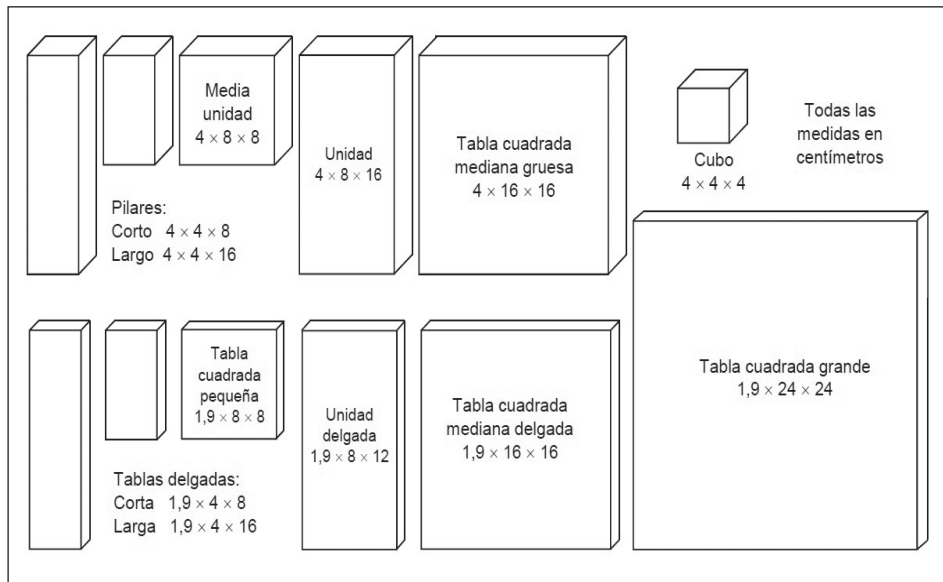 Media
unidad
4 × 8 × 8
Unidad
4 × 8 × 16
Tabla cuadrada
mediana gruesa
4 × 16 × 16
Cubo
4 × 4 × 4
Todas las
medidas en
centímetros
Pilares:
Corto 4 × 4 × 8
Largo 4 × 4 × 16
Tabla
cuadrada
pequeña
1,9 × 8 × 8
Unidad
delgada
1,9 × 8 × 12
Tabla cuadrada
mediana delgada
1,9 × 16 × 16
Tabla cuadrada grande
1,9 × 24 × 24
Tablas delgadas:
Corta 1,9 × 4 × 8
Larga 1,9 × 4 × 16